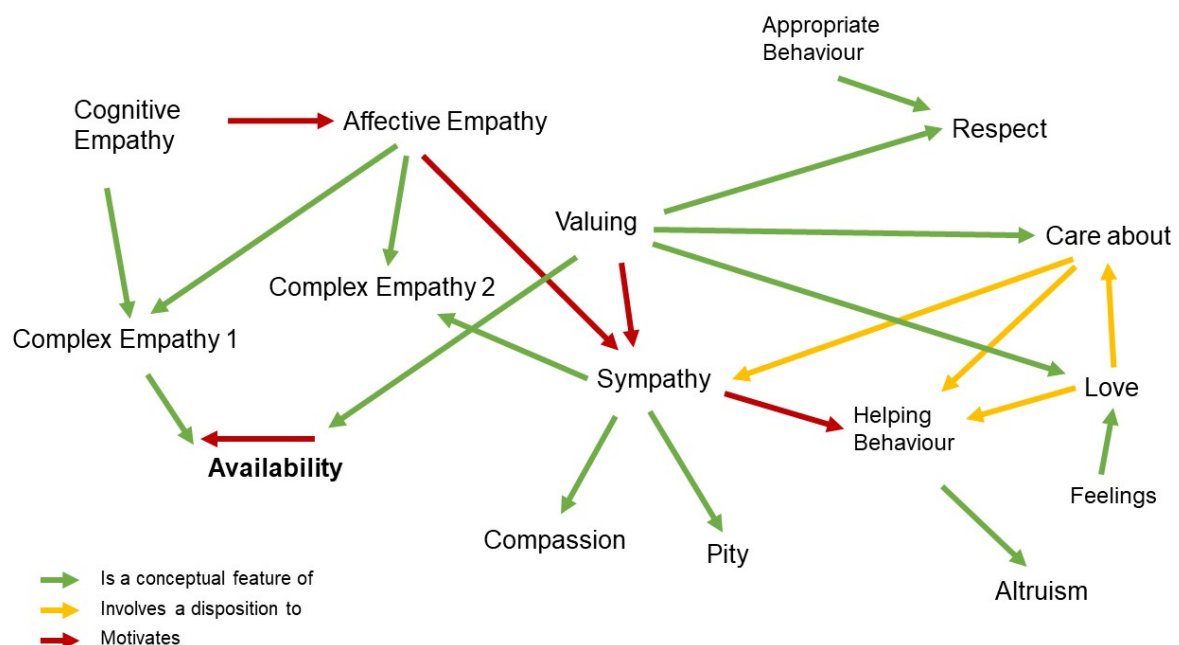 Appropriate
Behaviour
Cognitive
Empathy
Affective Empathy
Respect
Valuing
Care about
Complex Empathy 2
Complex Empathy 1
Sympathy
Love
Helping
Behaviour
Availability
Feelings
Compassion
Pity
Altruism
Is a conceptual feature of
Involves a disposition to
Motivates